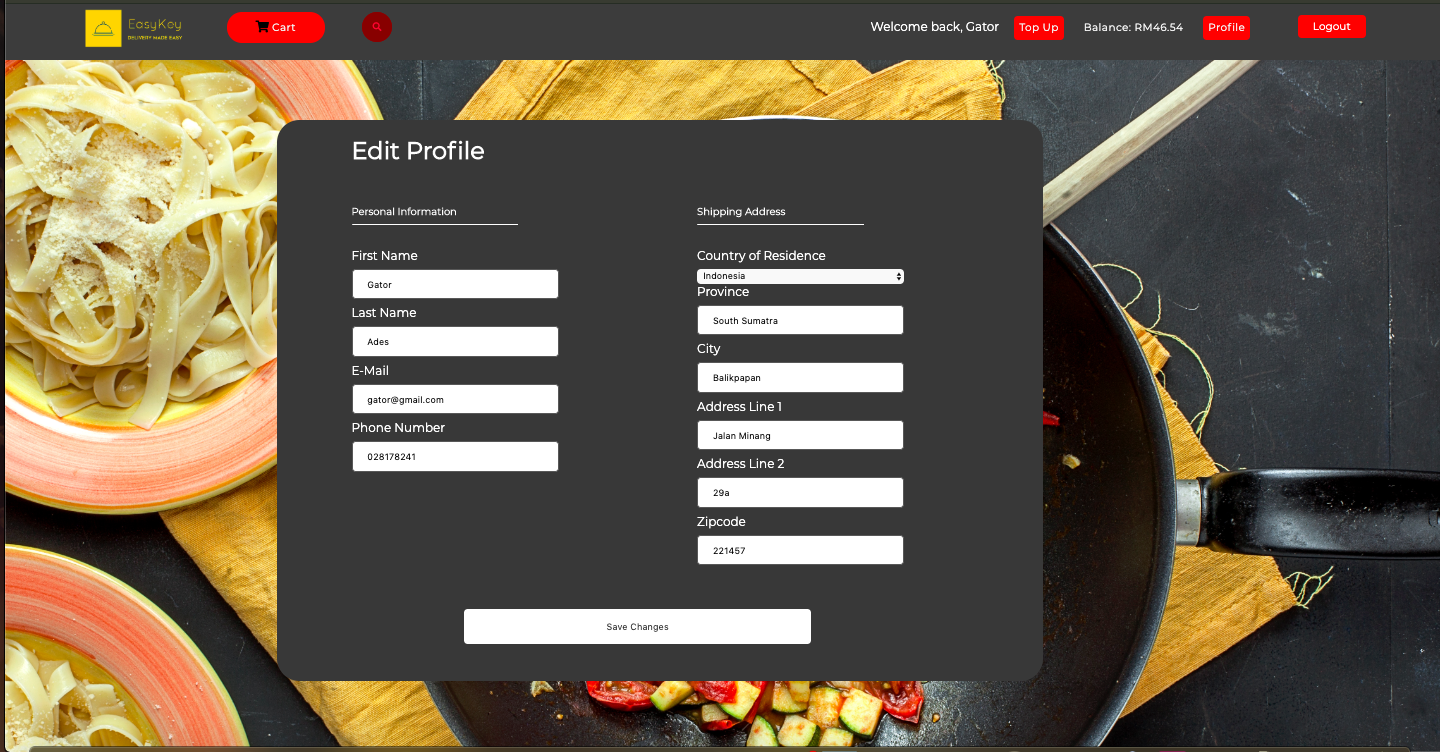 EasyKey
DELIVERY MADE EASY
Cart
Welcome back, Gator
Top Up
Balance: RM46.54
Profile
Logout
Edit Profile
Personal Information
First Name
Gator
Last Name
Ades
E-Mail
gator@gmail.com
Phone Number
028178241
Shipping Address
Country of Residence
Indonesia
Province
South Sumatra
City
Balikpapan
Address Line 1
Jalan Minang
Address Line 2
29a
Zipcode
221457
Save Changes